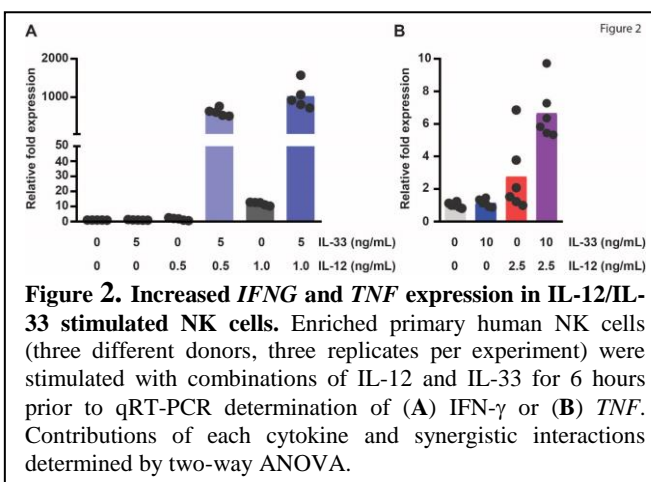 A
B
Figure 2
Relative fold expression
2000
1000
50
40
30
20
10
0
0 5 0 5 0 5 IL-33 (ng/mL)
0 0 0.5 0.5 1.0 1.0 IL-12 (ng/mL)
Relative fold expression
10
8
6
4
2
0
0 10 0 10 IL-33 (ng/mL)
0 0 2.5 2.5 IL-12 (ng/mL)
Figure 2. Increased IFNG and TNF expression in IL-12/IL-
33 stimulated NK cells. Enriched primary human NK cells
(three different donors, three replicates per experiment) were
stimulated with combinations of IL-12 and IL-33 for 6 hours
prior to qRT-PCR determination of (A) IFN-γ or (B) TNF.
Contributions of each cytokine and synergistic interactions
determined by two-way ANOVA.